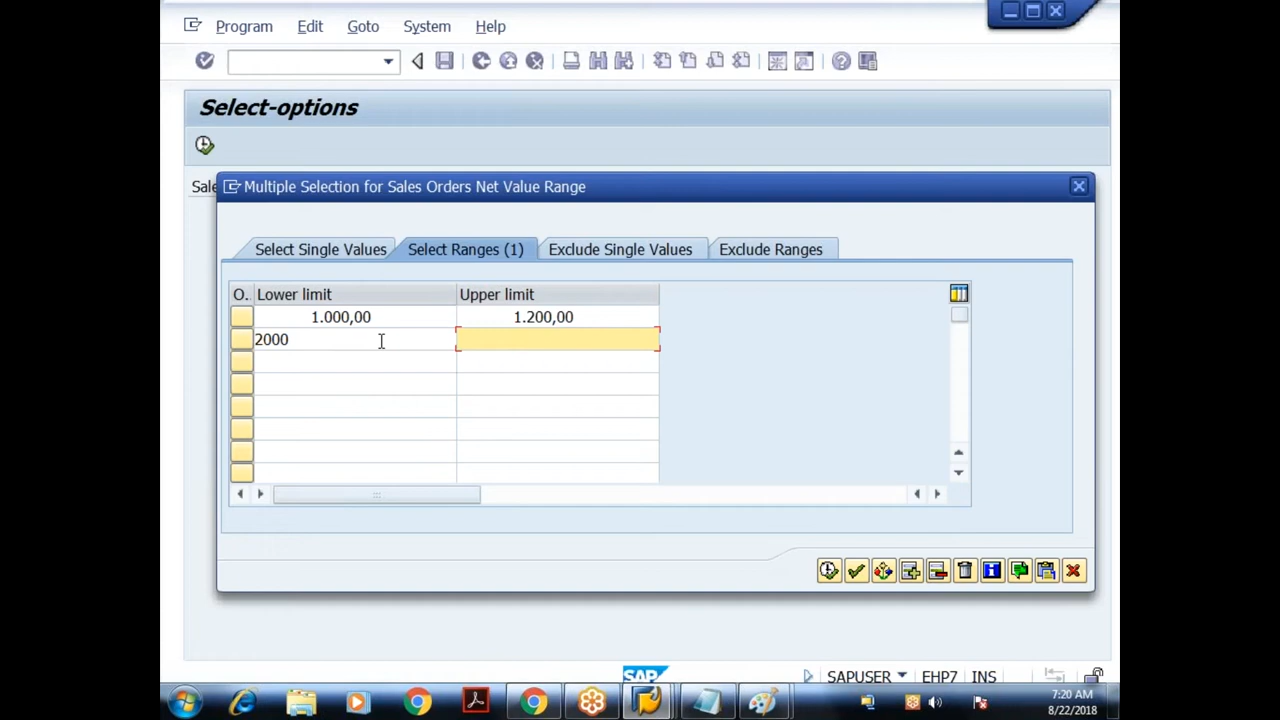 Program Edit Goto System Help
Select-options
Sale
Multiple Selection for Sales Orders Net Value Range
Select Single Values Select Ranges (1) Exclude Single Values Exclude Ranges
O.. Lower limit Upper limit
1.000,00 1.200,00
2000
SAP
SAPUSER EHP7 INS
7:20 AM
8/22/2018